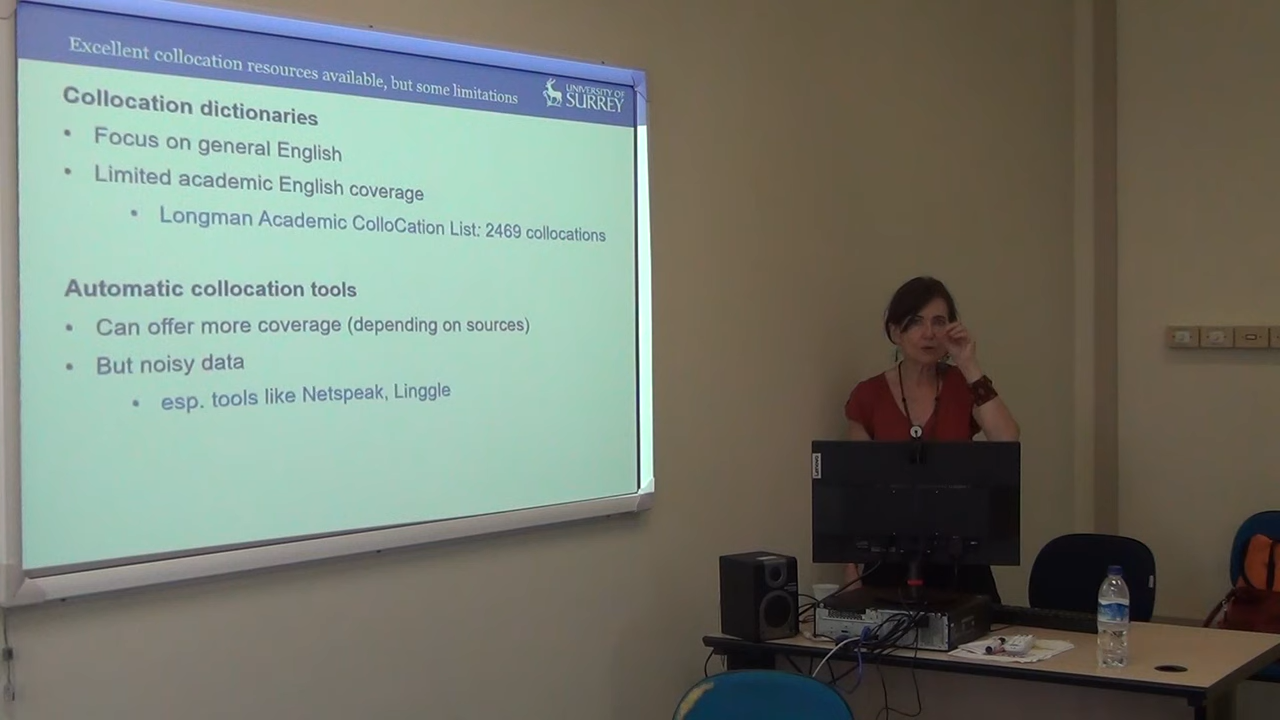 Excellent collocation resources available, but some limitations
UNIVERSITY OF
SURREY
Collocation dictionaries
• Focus on general English
• Limited academic English coverage
• Longman Academic ColloCation List: 2469 collocations
Automatic collocation tools
• Can offer more coverage (depending on sources)
• But noisy data
• esp. tools like Netspeak, Linggle
Lenovo